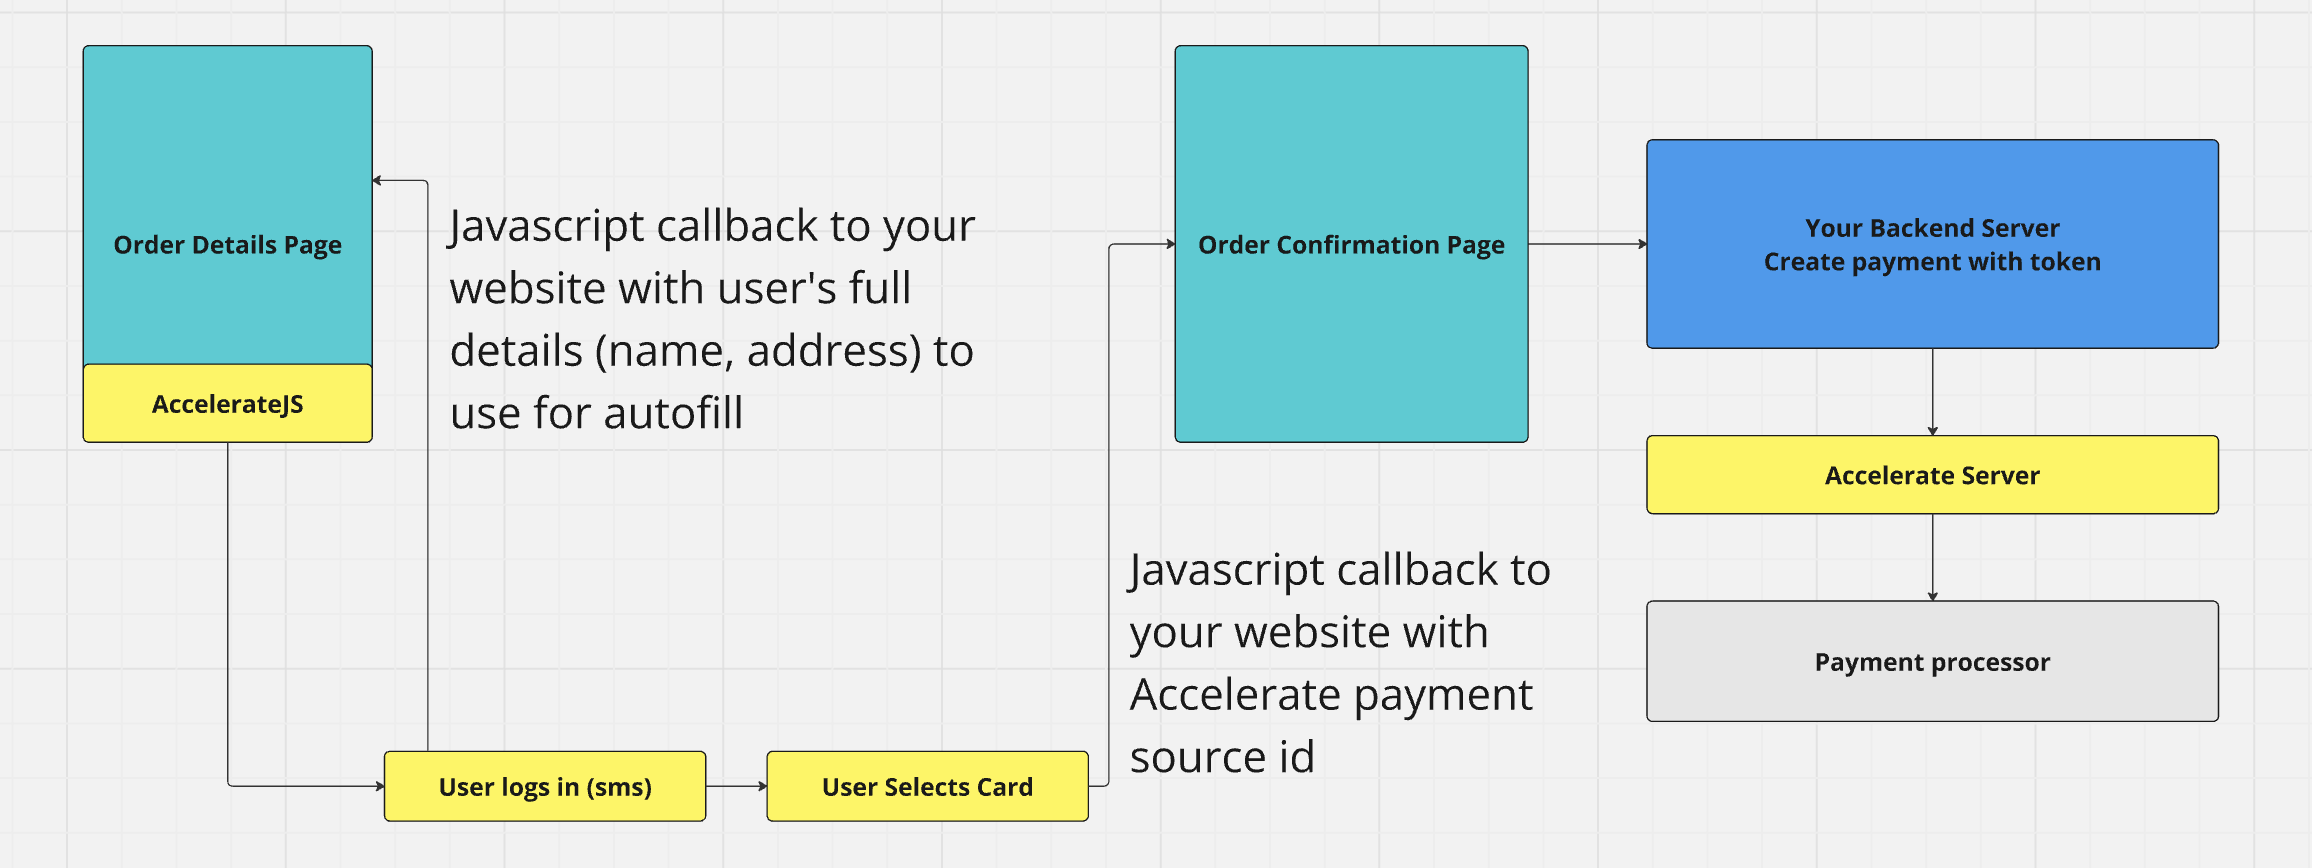 Order Details Page
AccelerateJS
Javascript callback to your
website with user's full
details (name, address) to
use for autofill
User logs in (sms)
User Selects Card
Javascript callback to
your website with
Accelerate payment
source id
Order Confirmation Page
Your Backend Server
Create payment with token
Accelerate Server
Payment processor